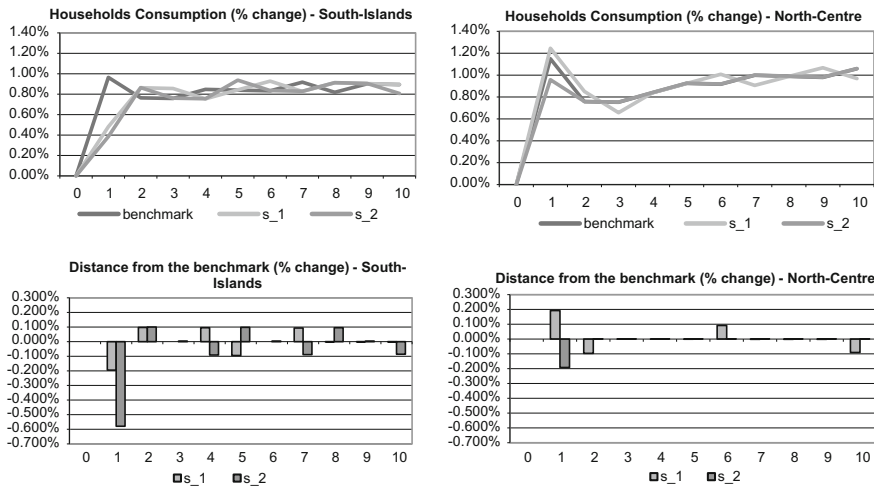 Households Consumption (% change) - South-Islands
1.40%
1.20%
1.00%
0.80%
0.60%
0.40%
0.20%
0.00%
0 1 2 3 4 5 6 7 8 9 10
benchmark s_1 s_2
Households Consumption (% change) - North-Centre
1.40%
1.20%
1.00%
0.80%
0.60%
0.40%
0.20%
0.00%
0 1 2 3 4 5 6 7 8 9 10
benchmark s_1 s_2
Distance from the benchmark (% change) - South-
Islands
0.300%
0.200%
0.100%
0.000%
-0.100%
-0.200%
-0.300%
-0.400%
-0.500%
-0.600%
-0.700%
0 1 2 3 4 5 6 7 8 9 10
s_1 s_2
Distance from the benchmark (% change) - North-Centre
0.300%
0.200%
0.100%
0.000%
-0.100%
-0.200%
-0.300%
-0.400%
-0.500%
-0.600%
-0.700%
0 1 2 3 4 5 6 7 8 9 10
s_1 s_2